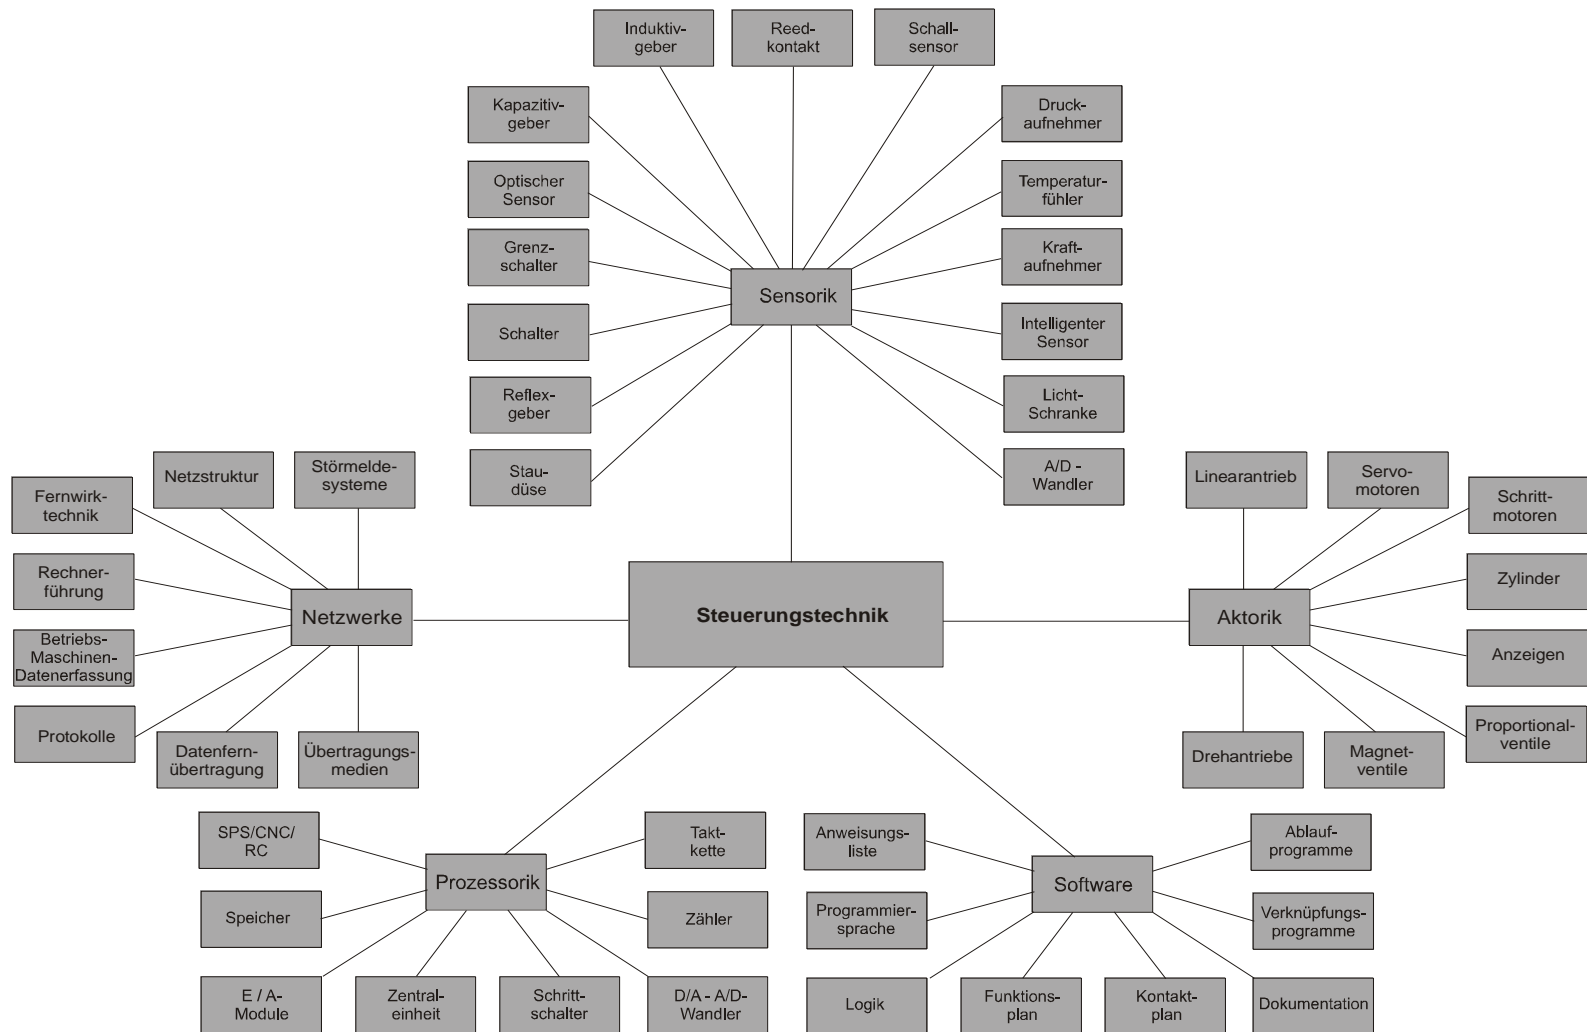 Induktiv-
geber
Reed-
kontakt
Schall-
sensor
Kapazitiv-
geber
Druck-
aufnehmer
Optischer
Sensor
Temperatur-
fühler
Grenz-
schalter
Kraft-
aufnehmer
Sensorik
Schalter
Intelligenter
Sensor
Reflex-
geber
Licht-
Schranke
Stau-
düse
A/D -
Wandler
Netzstruktur
Störmelde-
systeme
Fernwirk-
technik
Rechner-
führung
Netzwerke
Betriebs-
Maschinen-
Datenerfassung
Protokolle
Datenfern-
übertragung
Übertragungs-
medien
Steuerungstechnik
Linearantrieb
Servo-
motoren
Schritt-
motoren
Zylinder
Aktorik
Anzeigen
Proportional-
ventile
Drehantriebe
Magnet-
ventile
SPS/CNC/
RC
Takt-
kette
Prozessorik
Speicher
Zähler
E / A-
Module
Zentral-
einheit
Schritt-
schalter
D/A - A/D-
Wandler
Anweisungs-
liste
Ablauf-
programme
Software
Programmier-
sprache
Verknüpfungs-
programme
Logik
Funktions-
plan
Kontakt-
plan
Dokumentation